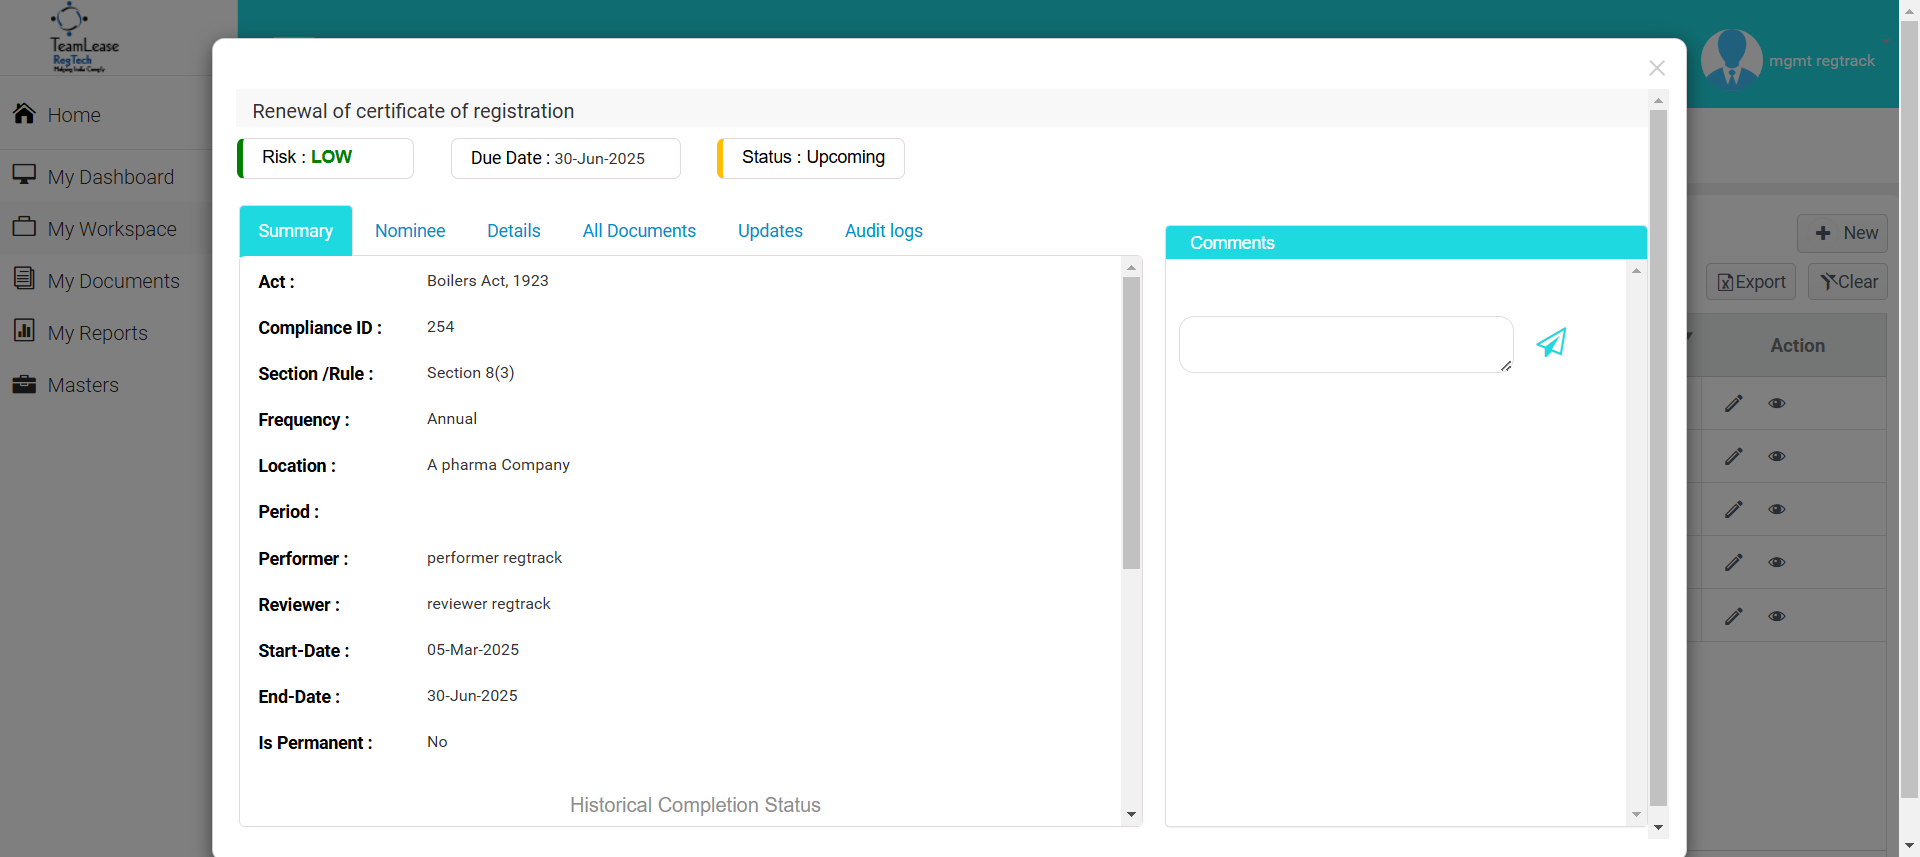 TeamLease
RegTech
Making India Comply
mgmt regtrack
Home
My Dashboard
My Workspace
My Documents
My Reports
Masters
Renewal of certificate of registration
Risk : LOW
Due Date : 30-Jun-2025
Status : Upcoming
Summary
Nominee
Details
All Documents
Updates
Audit logs
Act : Boilers Act, 1923
Compliance ID : 254
Section /Rule : Section 8(3)
Frequency : Annual
Location : A pharma Company
Period :
Performer : performer regtrack
Reviewer : reviewer regtrack
Start-Date : 05-Mar-2025
End-Date : 30-Jun-2025
Is Permanent : No
Historical Completion Status
Comments
New
Export
Clear
Action